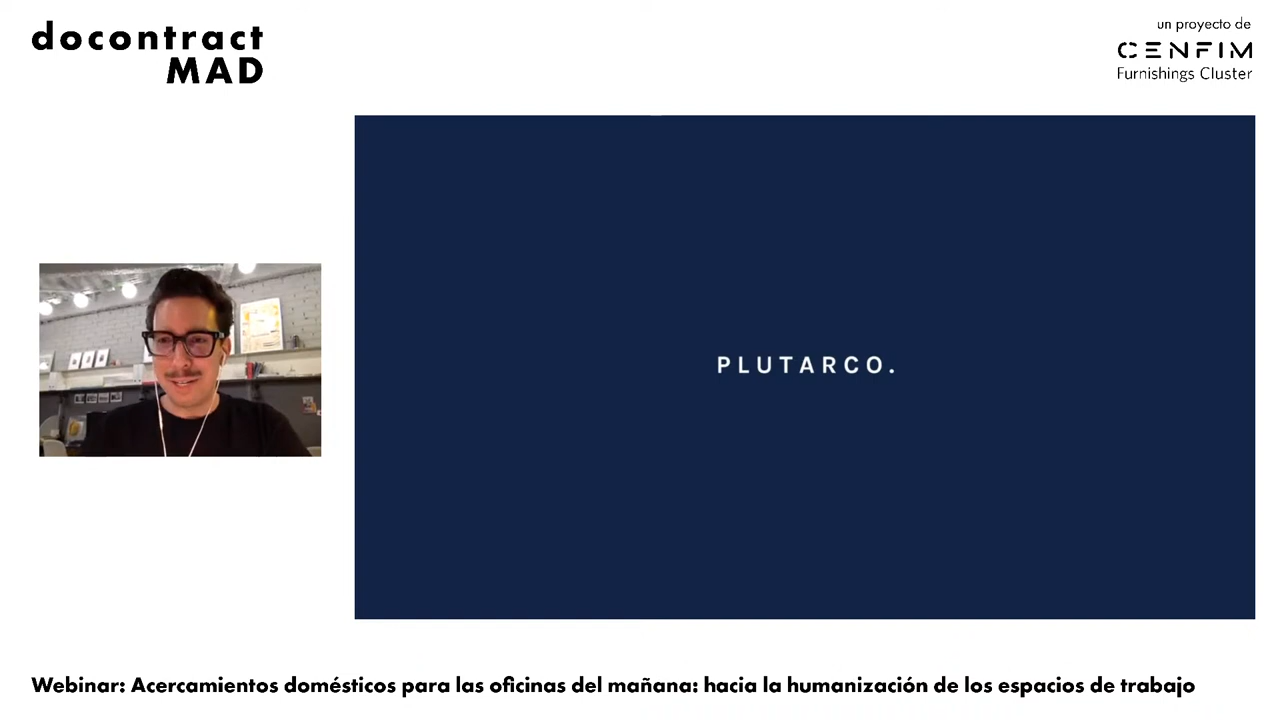 docontract
MAD
un proyecto de
CENFIM
Furnishings Cluster
PLUTARCO.
Webinar: Acercamientos domésticos para las oficinas del mañana: hacia la humanización de los espacios de trabajo